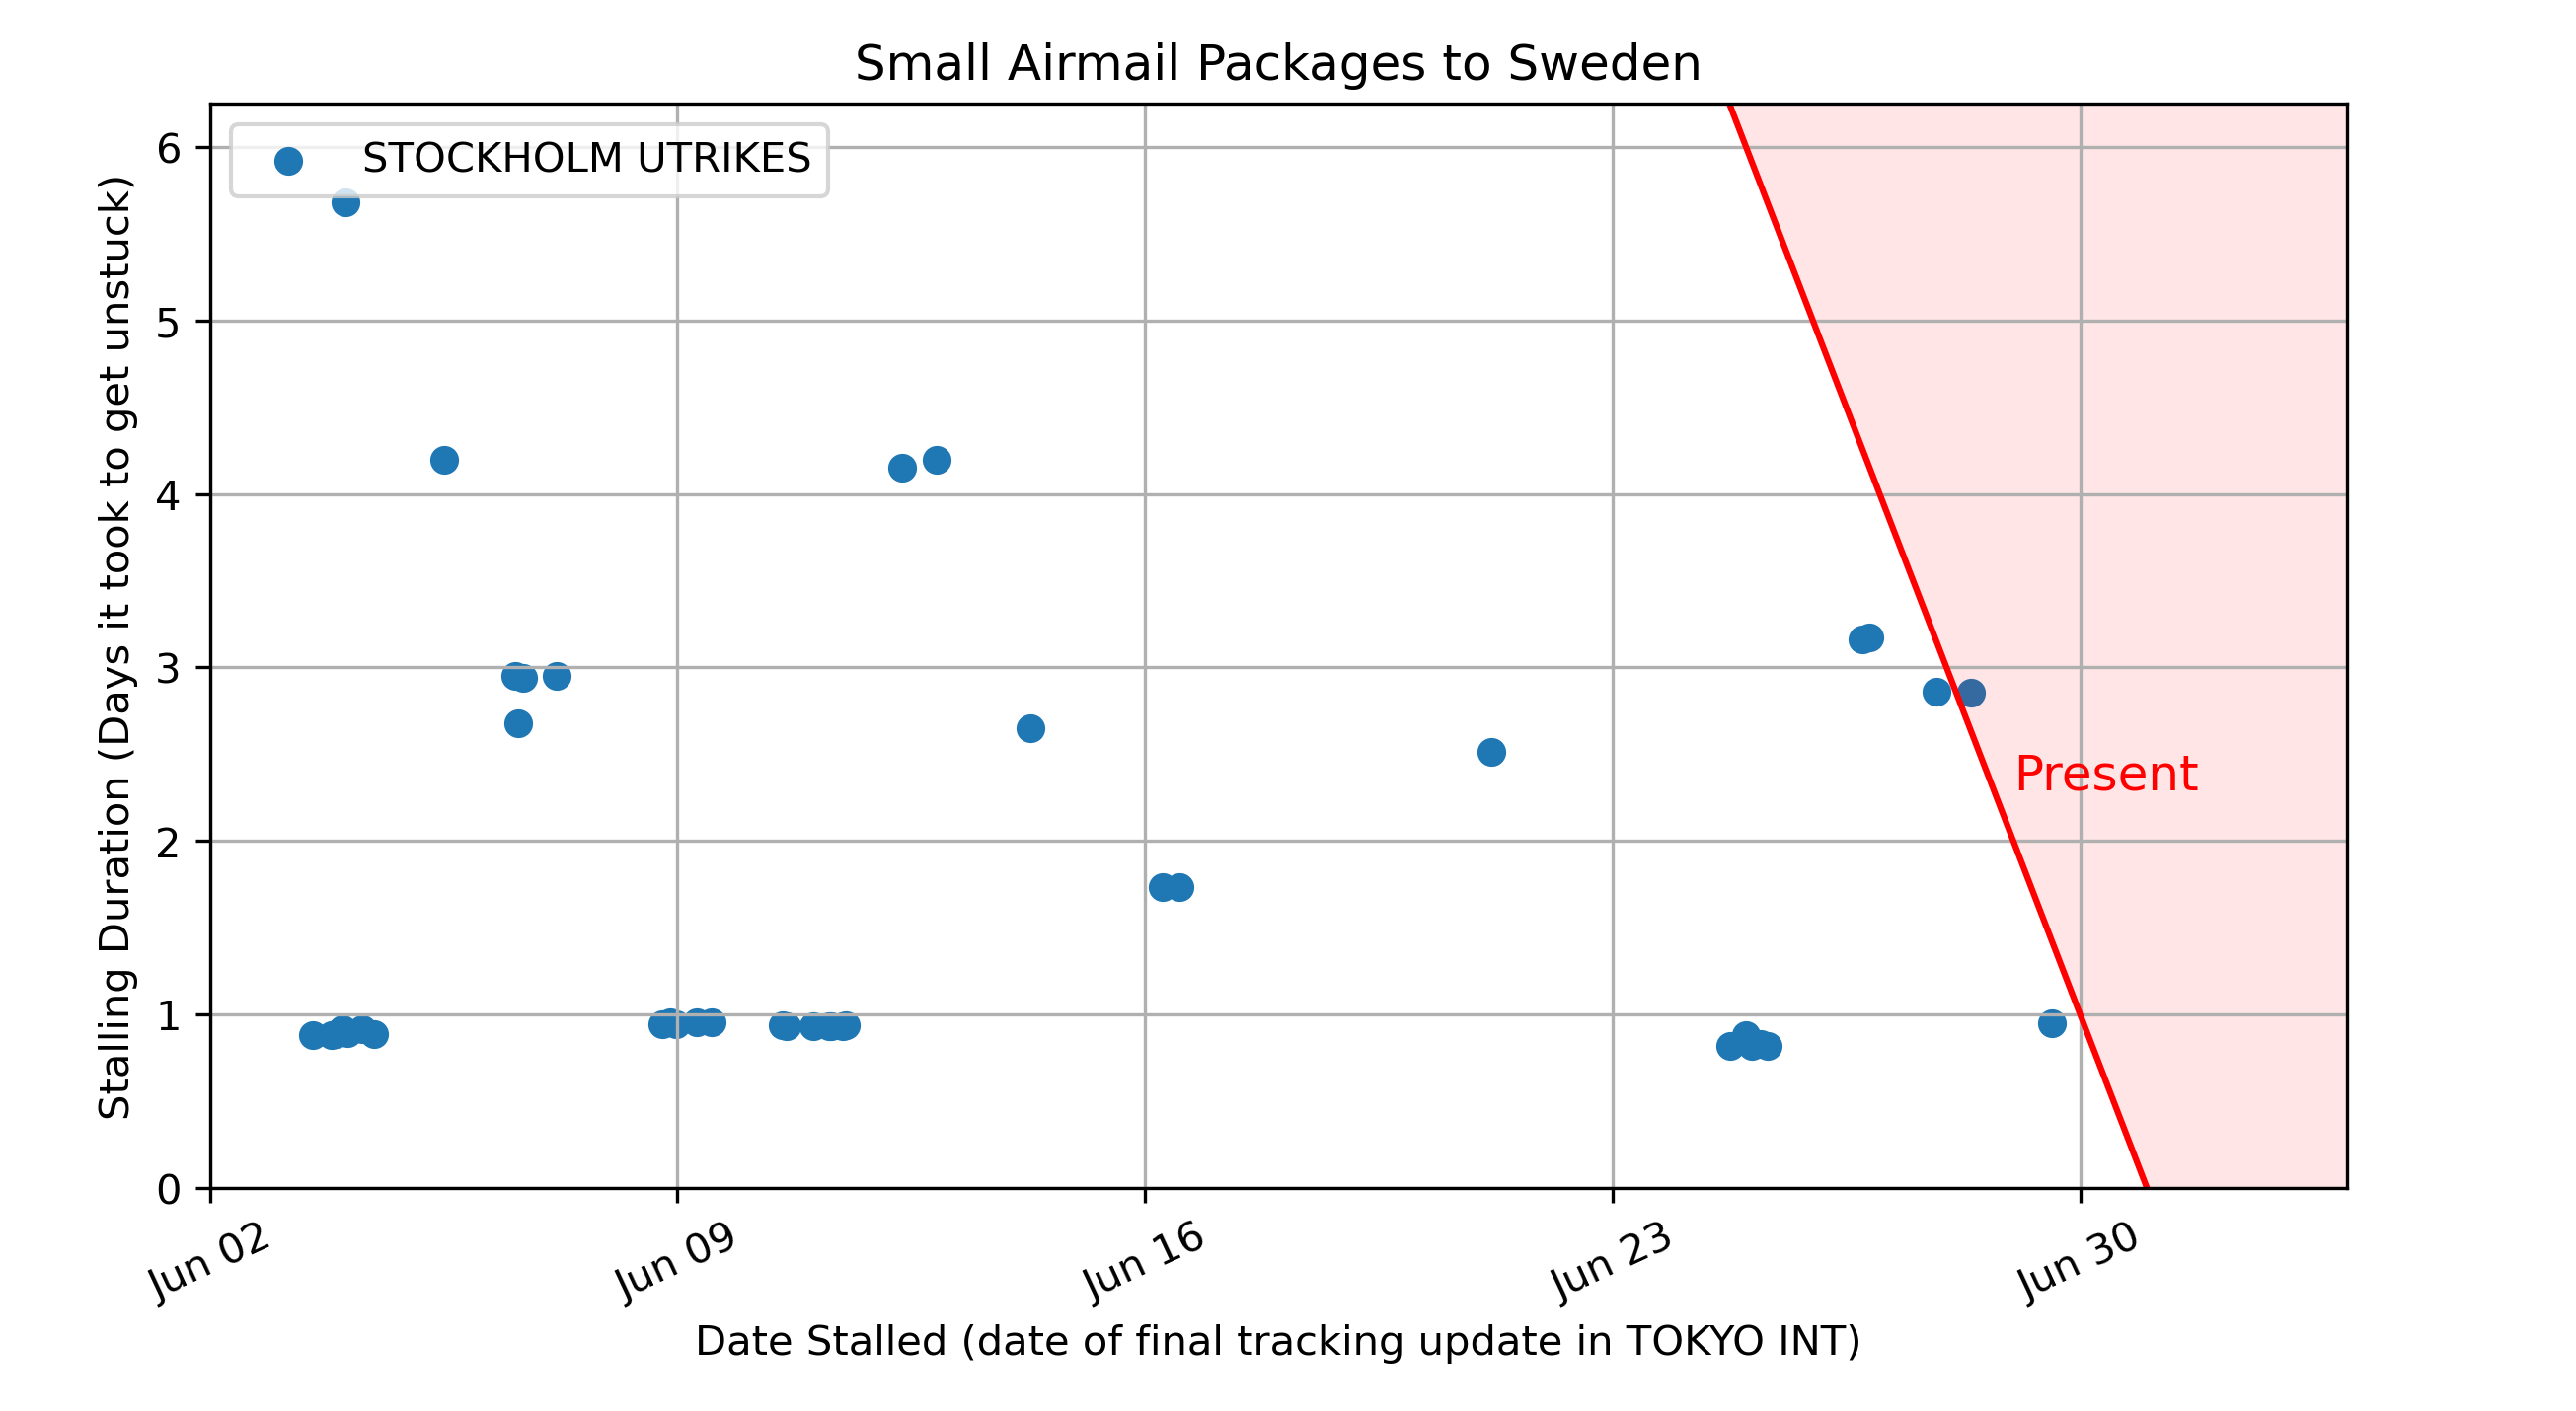 Small Airmail Packages to Sweden
STOCKHOLM UTRIKES
6
5
4
3
2
1
0
Stalling Duration (Days it took to get unstuck)
Present
Jun 02
Jun 09
Jun 16
Jun 23
Jun 30
Date Stalled (date of final tracking update in TOKYO INT)